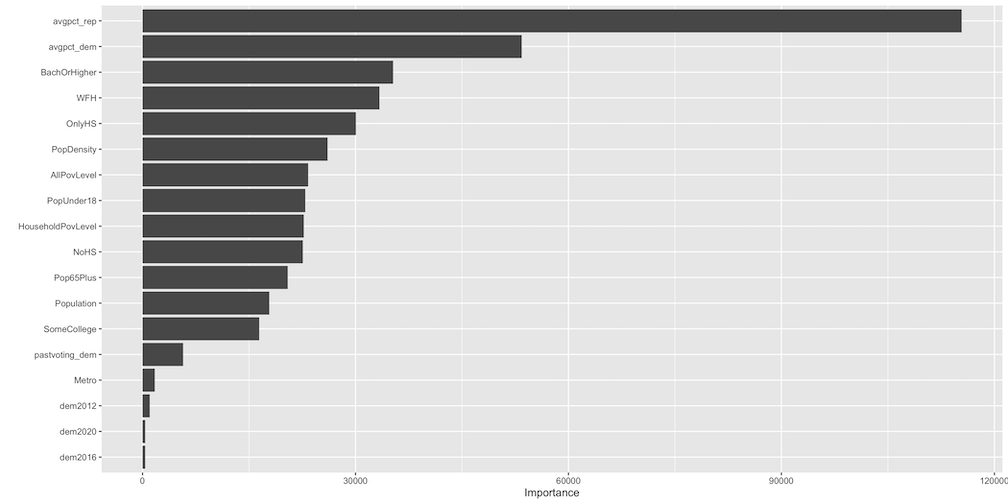 avgpct_rep
avgpct_dem
BachOrHigher
WFH
OnlyHS
PopDensity
AllPovLevel
PopUnder18
HouseholdPovLevel
NoHS
Pop65Plus
Population
SomeCollege
pastvoting_dem
Metro
dem2012
dem2020
dem2016
0 30000 60000 90000 120000
Importance